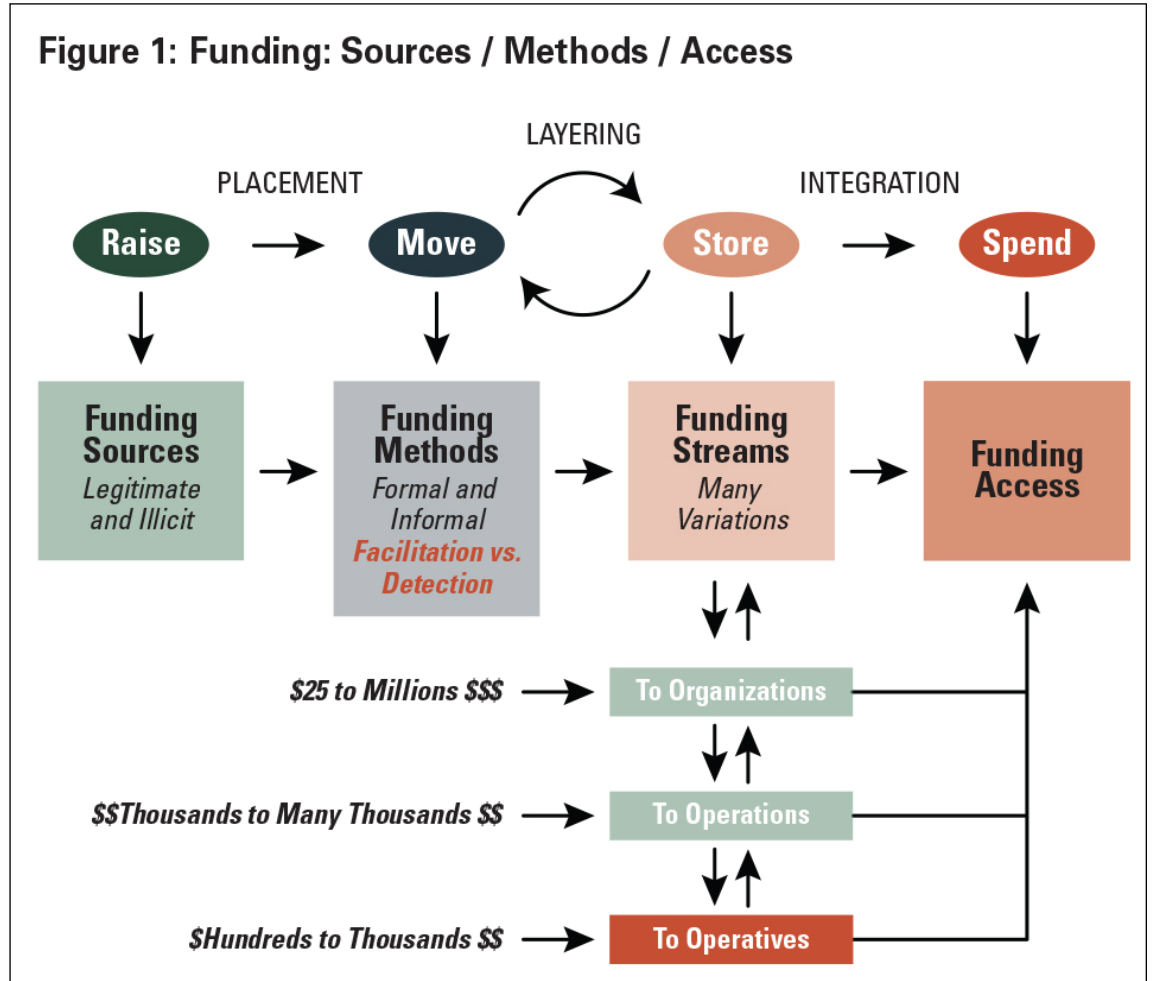 Figure 1: Funding: Sources / Methods / Access
LAYERING
PLACEMENT
INTEGRATION
Raise
Move
Store
Spend
Funding
Sources
Legitimate
and Illicit
Funding
Methods
Formal and
Informal
Facilitation vs.
Detection
Funding
Streams
Many
Variations
Funding
Access
$25 to Millions $$$
To Organizations
$$Thousands to Many Thousands $$
To Operations
$Hundreds to Thousands $$
To Operatives